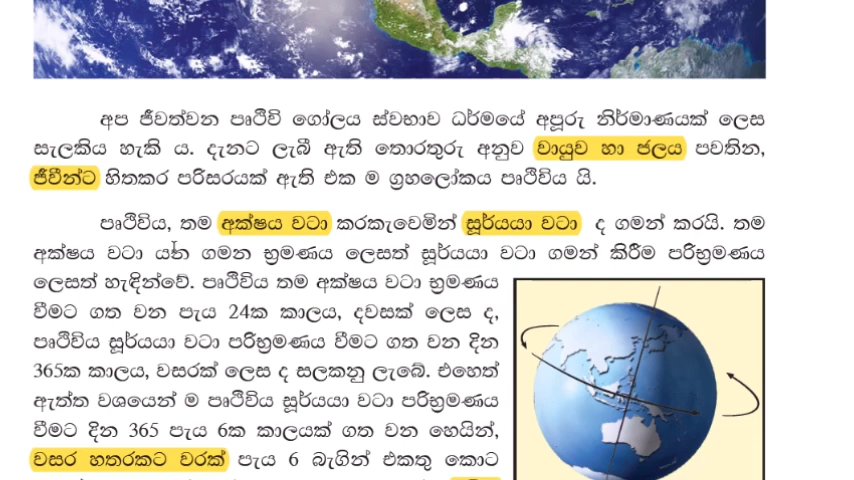 අප ජීවත්වන පෘථිවි ගෝලය ස්වභාව ධර්මයේ අපූරු නිර්මාණයක් ලෙස
සැලකිය හැකි ය. දැනට ලැබී ඇති තොරතුරු අනුව වායුව හා ජලය පවතින,
ජීවීන්ට හිතකර පරිසරයක් ඇති එක ම ග්‍රහලෝකය පෘථිවිය යි.
පෘථිවිය, තම අක්ෂය වටා කරකැවෙමින් සූර්යයා වටා ද ගමන් කරයි. තම
අක්ෂය වටා යන ගමන භ්‍රමණය ලෙසත් සූර්යයා වටා ගමන් කිරීම පරිභ්‍රමණය
ලෙසත් හැඳින්වේ. පෘථිවිය තම අක්ෂය වටා භ්‍රමණය
වීමට ගත වන පැය 24ක කාලය, දවසක් ලෙස ද,
පෘථිවිය සූර්යයා වටා පරිභ්‍රමණය වීමට ගත වන දින
365ක කාලය, වසරක් ලෙස ද සලකනු ලැබේ. එහෙත්
ඇත්ත වශයෙන් ම පෘථිවිය සූර්යයා වටා පරිභ්‍රමණය
වීමට දින 365 පැය 6ක කාලයක් ගත වන හෙයින්,
වසර හතරකට වරක් පැය 6 බැගින් එකතු කොට